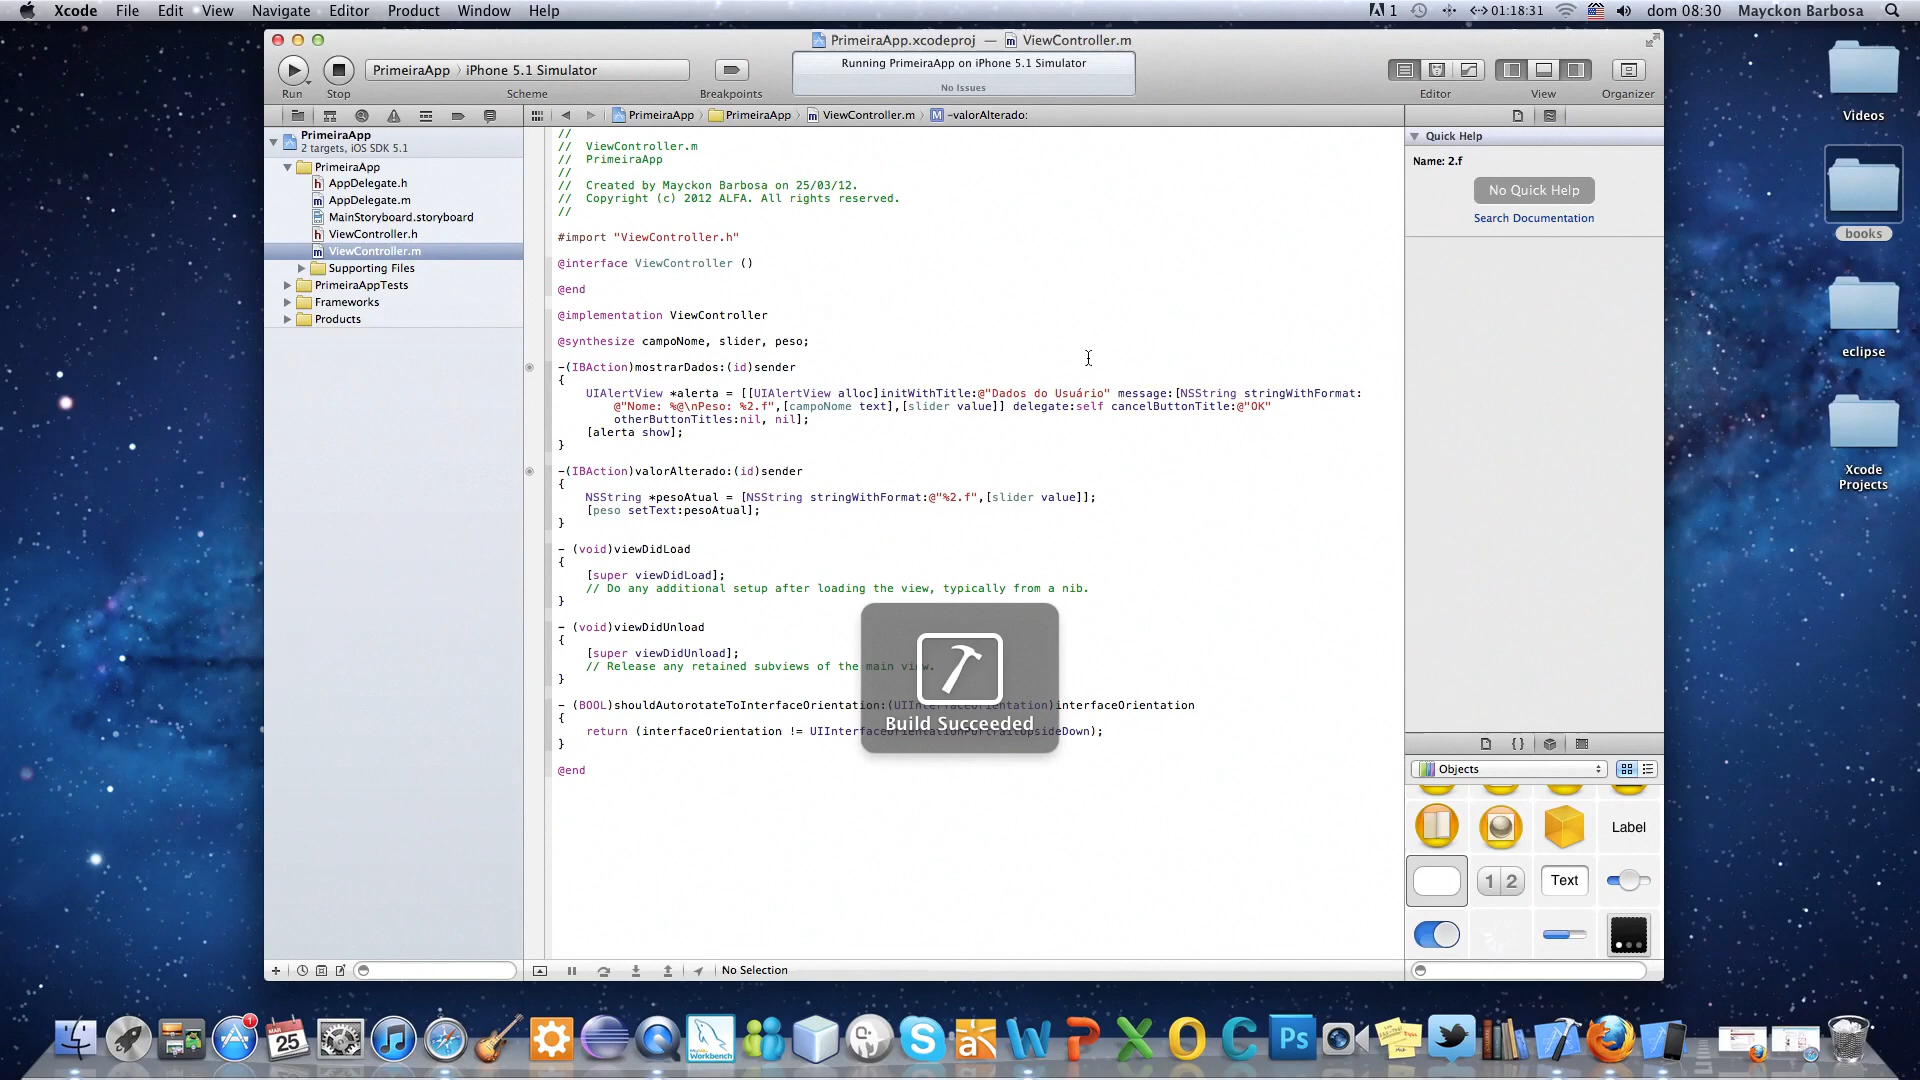 Xcode File Edit View Navigate Editor Product Window Help
1 01:18:31 dom 08:30 Mayckon Barbosa
PrimeiraApp.xcodeproj — ViewController.m
PrimeiraApp iPhone 5.1 Simulator
Running PrimeiraApp on iPhone 5.1 Simulator
No Issues
Run Stop Scheme Breakpoints Editor View Organizer
PrimeiraApp PrimeiraApp ViewController.m M -valorAlterado:
PrimeiraApp
2 targets, iOS SDK 5.1
PrimeiraApp
h AppDelegate.h
m AppDelegate.m
MainStoryboard.storyboard
h ViewController.h
m ViewController.m
Supporting Files
PrimeiraAppTests
Frameworks
Products
//
// ViewController.m
// PrimeiraApp
//
// Created by Mayckon Barbosa on 25/03/12.
// Copyright (c) 2012 ALFA. All rights reserved.
//
#import "ViewController.h"
@interface ViewController ()
@end
@implementation ViewController
@synthesize campoNome, slider, peso;
-(IBAction)mostrarDados:(id)sender
{
UIAlertView *alerta = [[UIAlertView alloc]initWithTitle:@"Dados do Usuário" message:[NSString stringWithFormat:
@"Nome: %@\nPeso: %2.f",[campoNome text],[slider value]] delegate:self cancelButtonTitle:@"OK"
otherButtonTitles:nil, nil];
[alerta show];
}
-(IBAction)valorAlterado:(id)sender
{
NSString *pesoAtual = [NSString stringWithFormat:@"%2.f",[slider value]];
[peso setText:pesoAtual];
}
- (void)viewDidLoad
{
[super viewDidLoad];
// Do any additional setup after loading the view, typically from a nib.
}
- (void)viewDidUnload
{
[super viewDidUnload];
// Release any retained subviews of the main view.
}
- (BOOL)shouldAutorotateToInterfaceOrientation:(UIInterfaceOrientation)interfaceOrientation
{
return (interfaceOrientation != UIInterfaceOrientationPortraitUpsideDown);
}
@end
Build Succeeded
No Selection
Quick Help
Name: 2.f
No Quick Help
Search Documentation
{ }
Objects
Label
1 2
Text
Videos
books
eclipse
Xcode
Projects
1
MAR
25
MySQL
Workbench
Ps